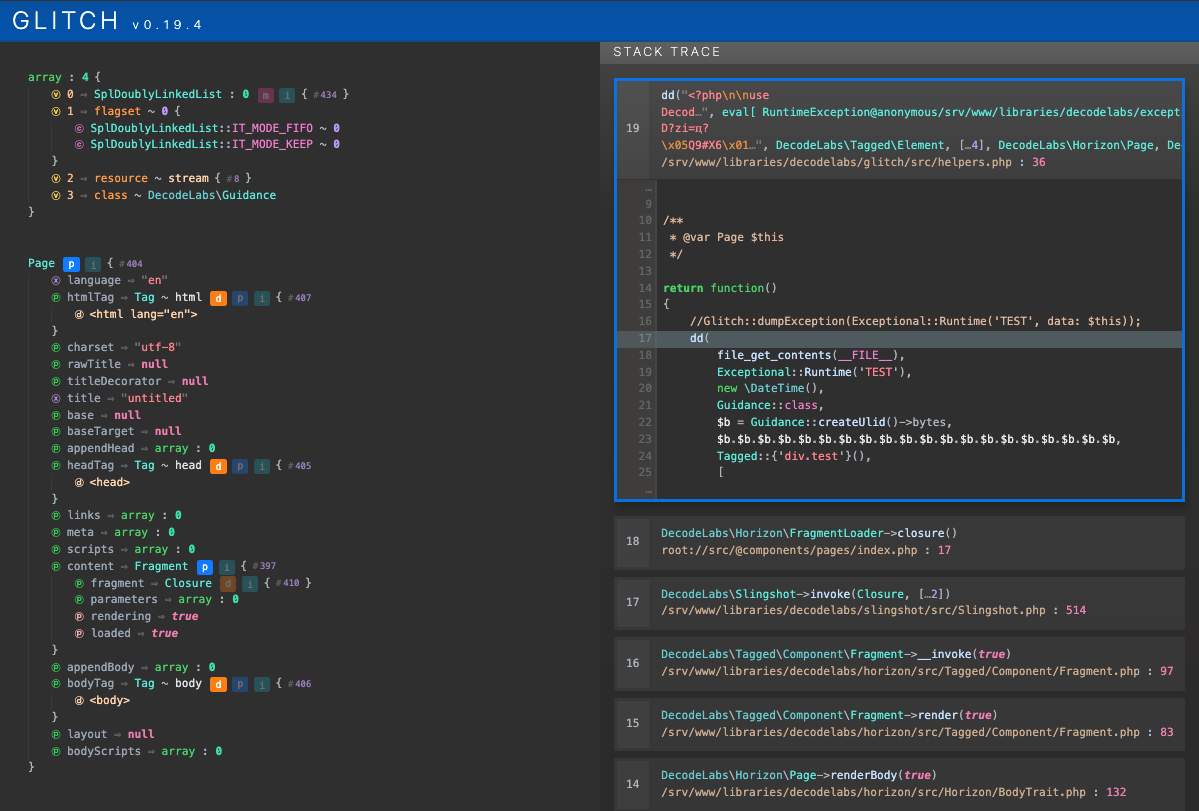 GLITCH v0.19.4
array : 4 {
ⓥ 0 ⇨ SplDoublyLinkedList : 0 m i { #434 }
ⓥ 1 ⇨ flagset ~ 0 {
ⓒ SplDoublyLinkedList::IT_MODE_FIFO ~ 0
ⓒ SplDoublyLinkedList::IT_MODE_KEEP ~ 0
}
ⓥ 2 ⇨ resource ~ stream { #8 }
ⓥ 3 ⇨ class ~ DecodeLabs\Guidance
}
Page p i { #404
ⓧ language ⇨ "en"
ⓟ htmlTag ⇨ Tag ~ html d p i { #407
ⓓ <html lang="en">
}
ⓟ charset ⇨ "utf-8"
ⓟ rawTitle ⇨ null
ⓟ titleDecorator ⇨ null
ⓧ title ⇨ "untitled"
ⓟ base ⇨ null
ⓟ baseTarget ⇨ null
ⓟ appendHead ⇨ array : 0
ⓟ headTag ⇨ Tag ~ head d p i { #405
ⓓ <head>
}
ⓟ links ⇨ array : 0
ⓟ meta ⇨ array : 0
ⓟ scripts ⇨ array : 0
ⓟ content ⇨ Fragment p i { #397
ⓟ fragment ⇨ Closure d i { #410 }
ⓟ parameters ⇨ array : 0
ⓟ rendering ⇨ true
ⓟ loaded ⇨ true
}
ⓟ appendBody ⇨ array : 0
ⓟ bodyTag ⇨ Tag ~ body d p i { #406
ⓓ <body>
}
ⓟ layout ⇨ null
ⓟ bodyScripts ⇨ array : 0
}
STACK TRACE
19
dd("<?php\n\nuse
Decod…", eval[ RuntimeException@anonymous/srv/www/libraries/decodelabs/except
D?zi=ц?
\x05Q9#X6\x01…", DecodeLabs\Tagged\Element, […4], DecodeLabs\Horizon\Page, De
/srv/www/libraries/decodelabs/glitch/src/helpers.php : 36
…
9
10 /**
11 * @var Page $this
12 */
13
14 return function()
15 {
16 //Glitch::dumpException(Exceptional::Runtime('TEST', data: $this));
17 dd(
18 file_get_contents(__FILE__),
19 Exceptional::Runtime('TEST'),
20 new \DateTime(),
21 Guidance::class,
22 $b = Guidance::createUlid()->bytes,
23 $b.$b.$b.$b.$b.$b.$b.$b.$b.$b.$b.$b.$b.$b.$b.$b.$b.$b.$b.$b,
24 Tagged::{'div.test'}(),
25 [
…
18
DecodeLabs\Horizon\FragmentLoader->closure()
root://src/@components/pages/index.php : 17
17
DecodeLabs\Slingshot->invoke(Closure, […2])
/srv/www/libraries/decodelabs/slingshot/src/Slingshot.php : 514
16
DecodeLabs\Tagged\Component\Fragment->__invoke(true)
/srv/www/libraries/decodelabs/horizon/src/Tagged/Component/Fragment.php : 97
15
DecodeLabs\Tagged\Component\Fragment->render(true)
/srv/www/libraries/decodelabs/horizon/src/Tagged/Component/Fragment.php : 83
14
DecodeLabs\Horizon\Page->renderBody(true)
/srv/www/libraries/decodelabs/horizon/src/Horizon/BodyTrait.php : 132